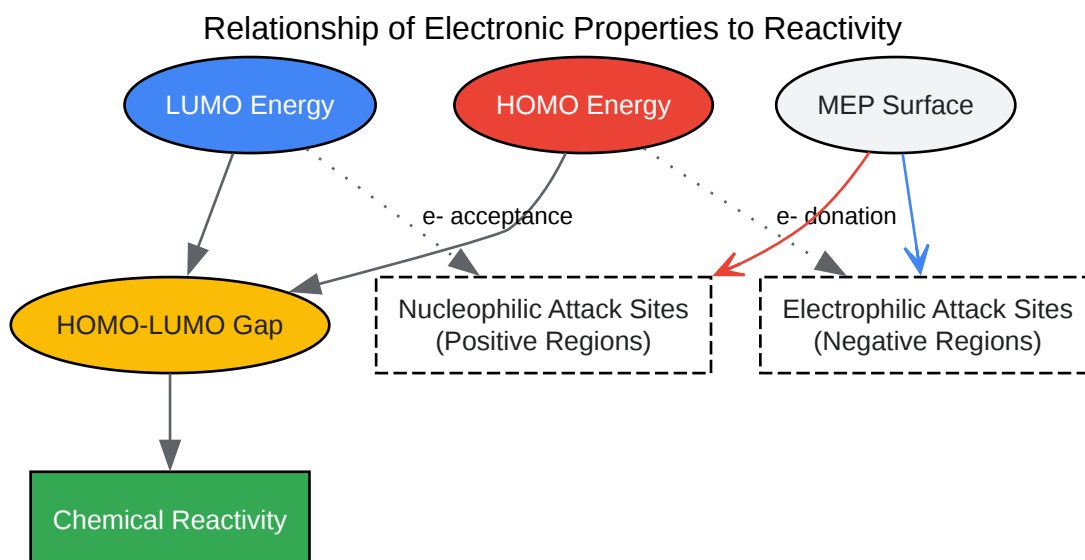 Relationship of Electronic Properties to Reactivity
LUMO Energy
HOMO Energy
MEP Surface
e- acceptance
e- donation
HOMO-LUMO Gap
Nucleophilic Attack Sites
(Positive Regions)
Electrophilic Attack Sites
(Negative Regions)
Chemical Reactivity